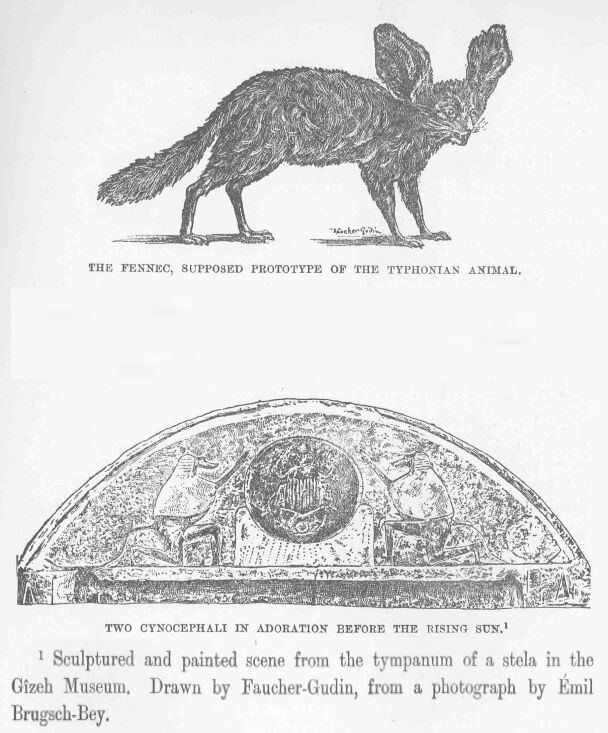 Faucher-Gudin
THE FENNEC, SUPPOSED PROTOTYPE OF THE TYPHONIAN ANIMAL.
TWO CYNOCEPHALI IN ADORATION BEFORE THE RISING SUN.¹
¹ Sculptured and painted scene from the tympanum of a stela in the
Gîzeh Museum. Drawn by Faucher-Gudin, from a photograph by Émil
Brugsch-Bey.